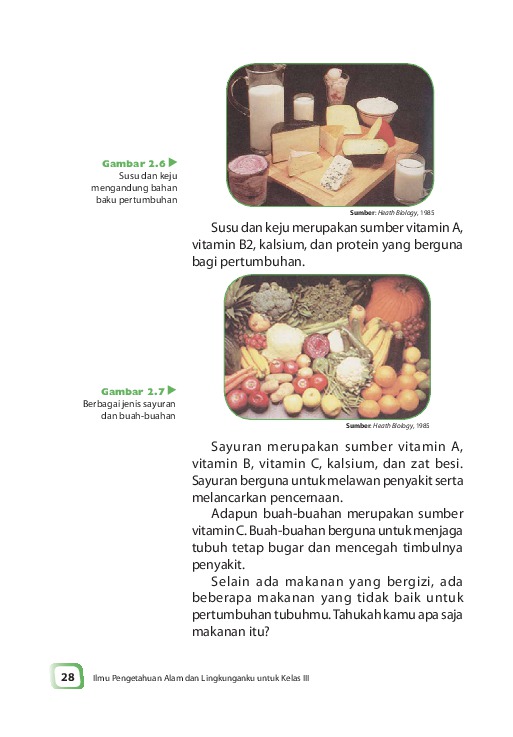 Gambar 2.6
Susu dan keju
mengandung bahan
baku pertumbuhan
Sumber: Heath Biology, 1985
Susu dan keju merupakan sumber vitamin A,
vitamin B2, kalsium, dan protein yang berguna
bagi pertumbuhan.
Gambar 2.7
Berbagai jenis sayuran
dan buah-buahan
Sumber: Heath Biology, 1985
Sayuran merupakan sumber vitamin A,
vitamin B, vitamin C, kalsium, dan zat besi.
Sayuran berguna untuk melawan penyakit serta
melancarkan pencernaan.
Adapun buah-buahan merupakan sumber
vitamin C. Buah-buahan berguna untuk menjaga
tubuh tetap bugar dan mencegah timbulnya
penyakit.
Selain ada makanan yang bergizi, ada
beberapa makanan yang tidak baik untuk
pertumbuhan tubuhmu. Tahukah kamu apa saja
makanan itu?
28 Ilmu Pengetahuan Alam dan Lingkunganku untuk Kelas III